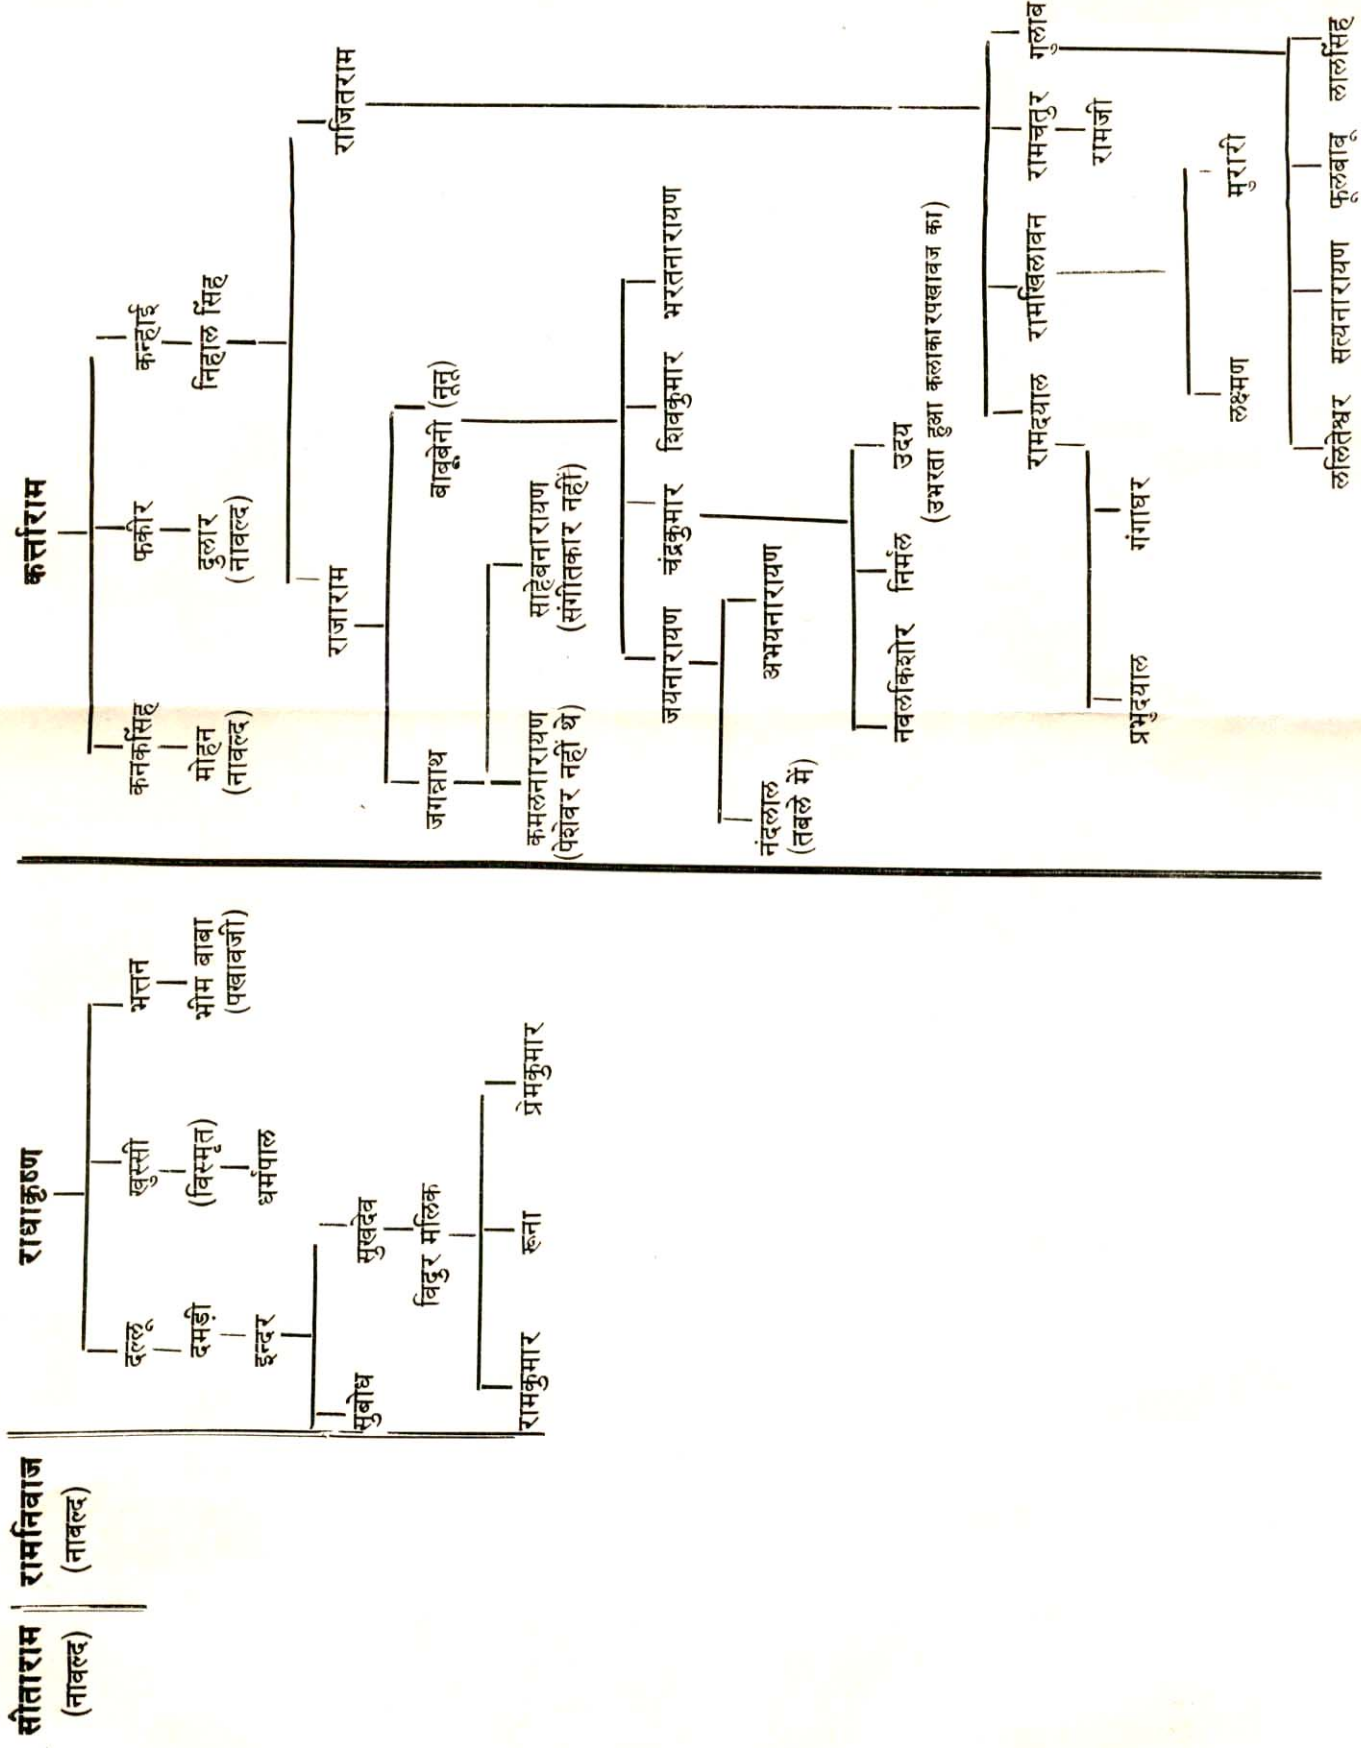 सीताराम
(नावल्द)
रामनिवाज
(नाबल्द)
राधाकृष्ण
दल्लू खुस्सी भत्तन
दमड़ी (विस्मृत) भीम बाबा
(पखावजी)
इन्दर धर्मपाल
सुबोध सुखदेव
विदुर मलिक
रामकुमार रूना प्रेमकुमार
कर्त्ताराम
कनकसिंह फकीर कन्हाई
मोहन दुलार निहाल सिंह
(नावल्द) (नावल्द)
राजाराम राजितराम
जगन्नाथ बाबूबेनी (नूनू)
कमलनारायण साहेबनारायण
(पेशेवर नहीं थे) (संगीतकार नहीं)
जयनारायण चंद्रकुमार शिवकुमार भरतनारायण
नंदलाल अभयनारायण
(तबले में)
नवलकिशोर निर्मल उदय
(उभरता हुआ कलाकारपखावज का)
रामदयाल रामखिलावन रामचतुर गुलाब
रामजी
प्रभुदयाल गंगाधर
लक्ष्मण मुरारी
ललितेश्वर सत्यनारायण फूलबाबू लालसिंह